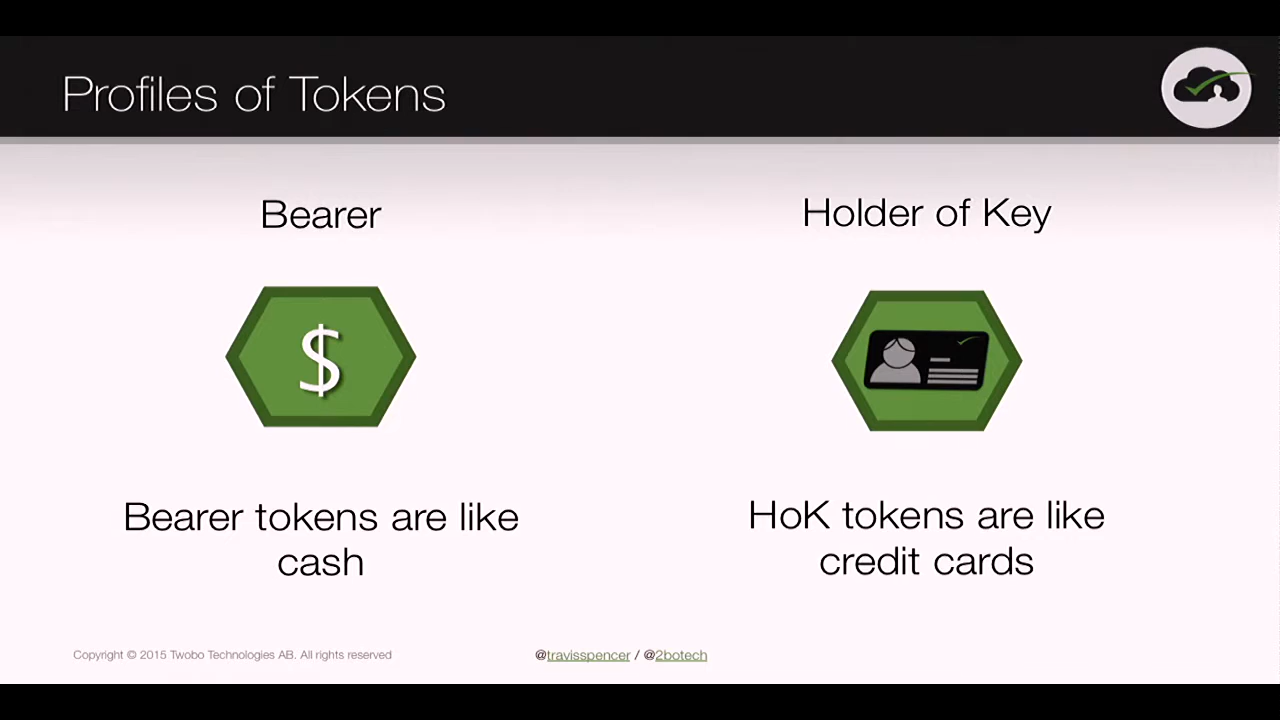 Profiles of Tokens
Bearer
Holder of Key
$
Bearer tokens are like
cash
HoK tokens are like
credit cards
Copyright © 2015 Twobo Technologies AB. All rights reserved
@travisspencer / @2botech